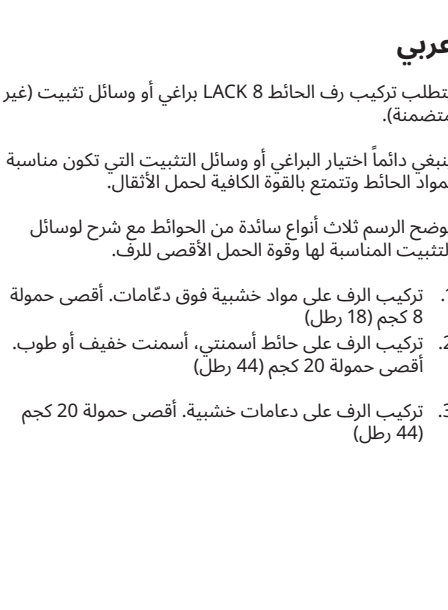 عربي
يتطلب تركيب رف الحائط LACK 8 براغي أو وسائل تثبيت (غير
متضمنة).
ينبغي دائماً اختيار البراغي أو وسائل التثبيت التي تكون مناسبة
لمواد الحائط وتتمتع بالقوة الكافية لحمل الأثقال.
يوضح الرسم ثلاث أنواع سائدة من الحوائط مع شرح لوسائل
التثبيت المناسبة لها وقوة الحمل الأقصى للرف.
1. تركيب الرف على مواد خشبية فوق دعّامات. أقصى حمولة
8 كجم (18 رطل)
2. تركيب الرف على حائط أسمنتي، أسمنت خفيف أو طوب.
أقصى حمولة 20 كجم (44 رطل)
3. تركيب الرف على دعامات خشبية. أقصى حمولة 20 كجم
(44 رطل)